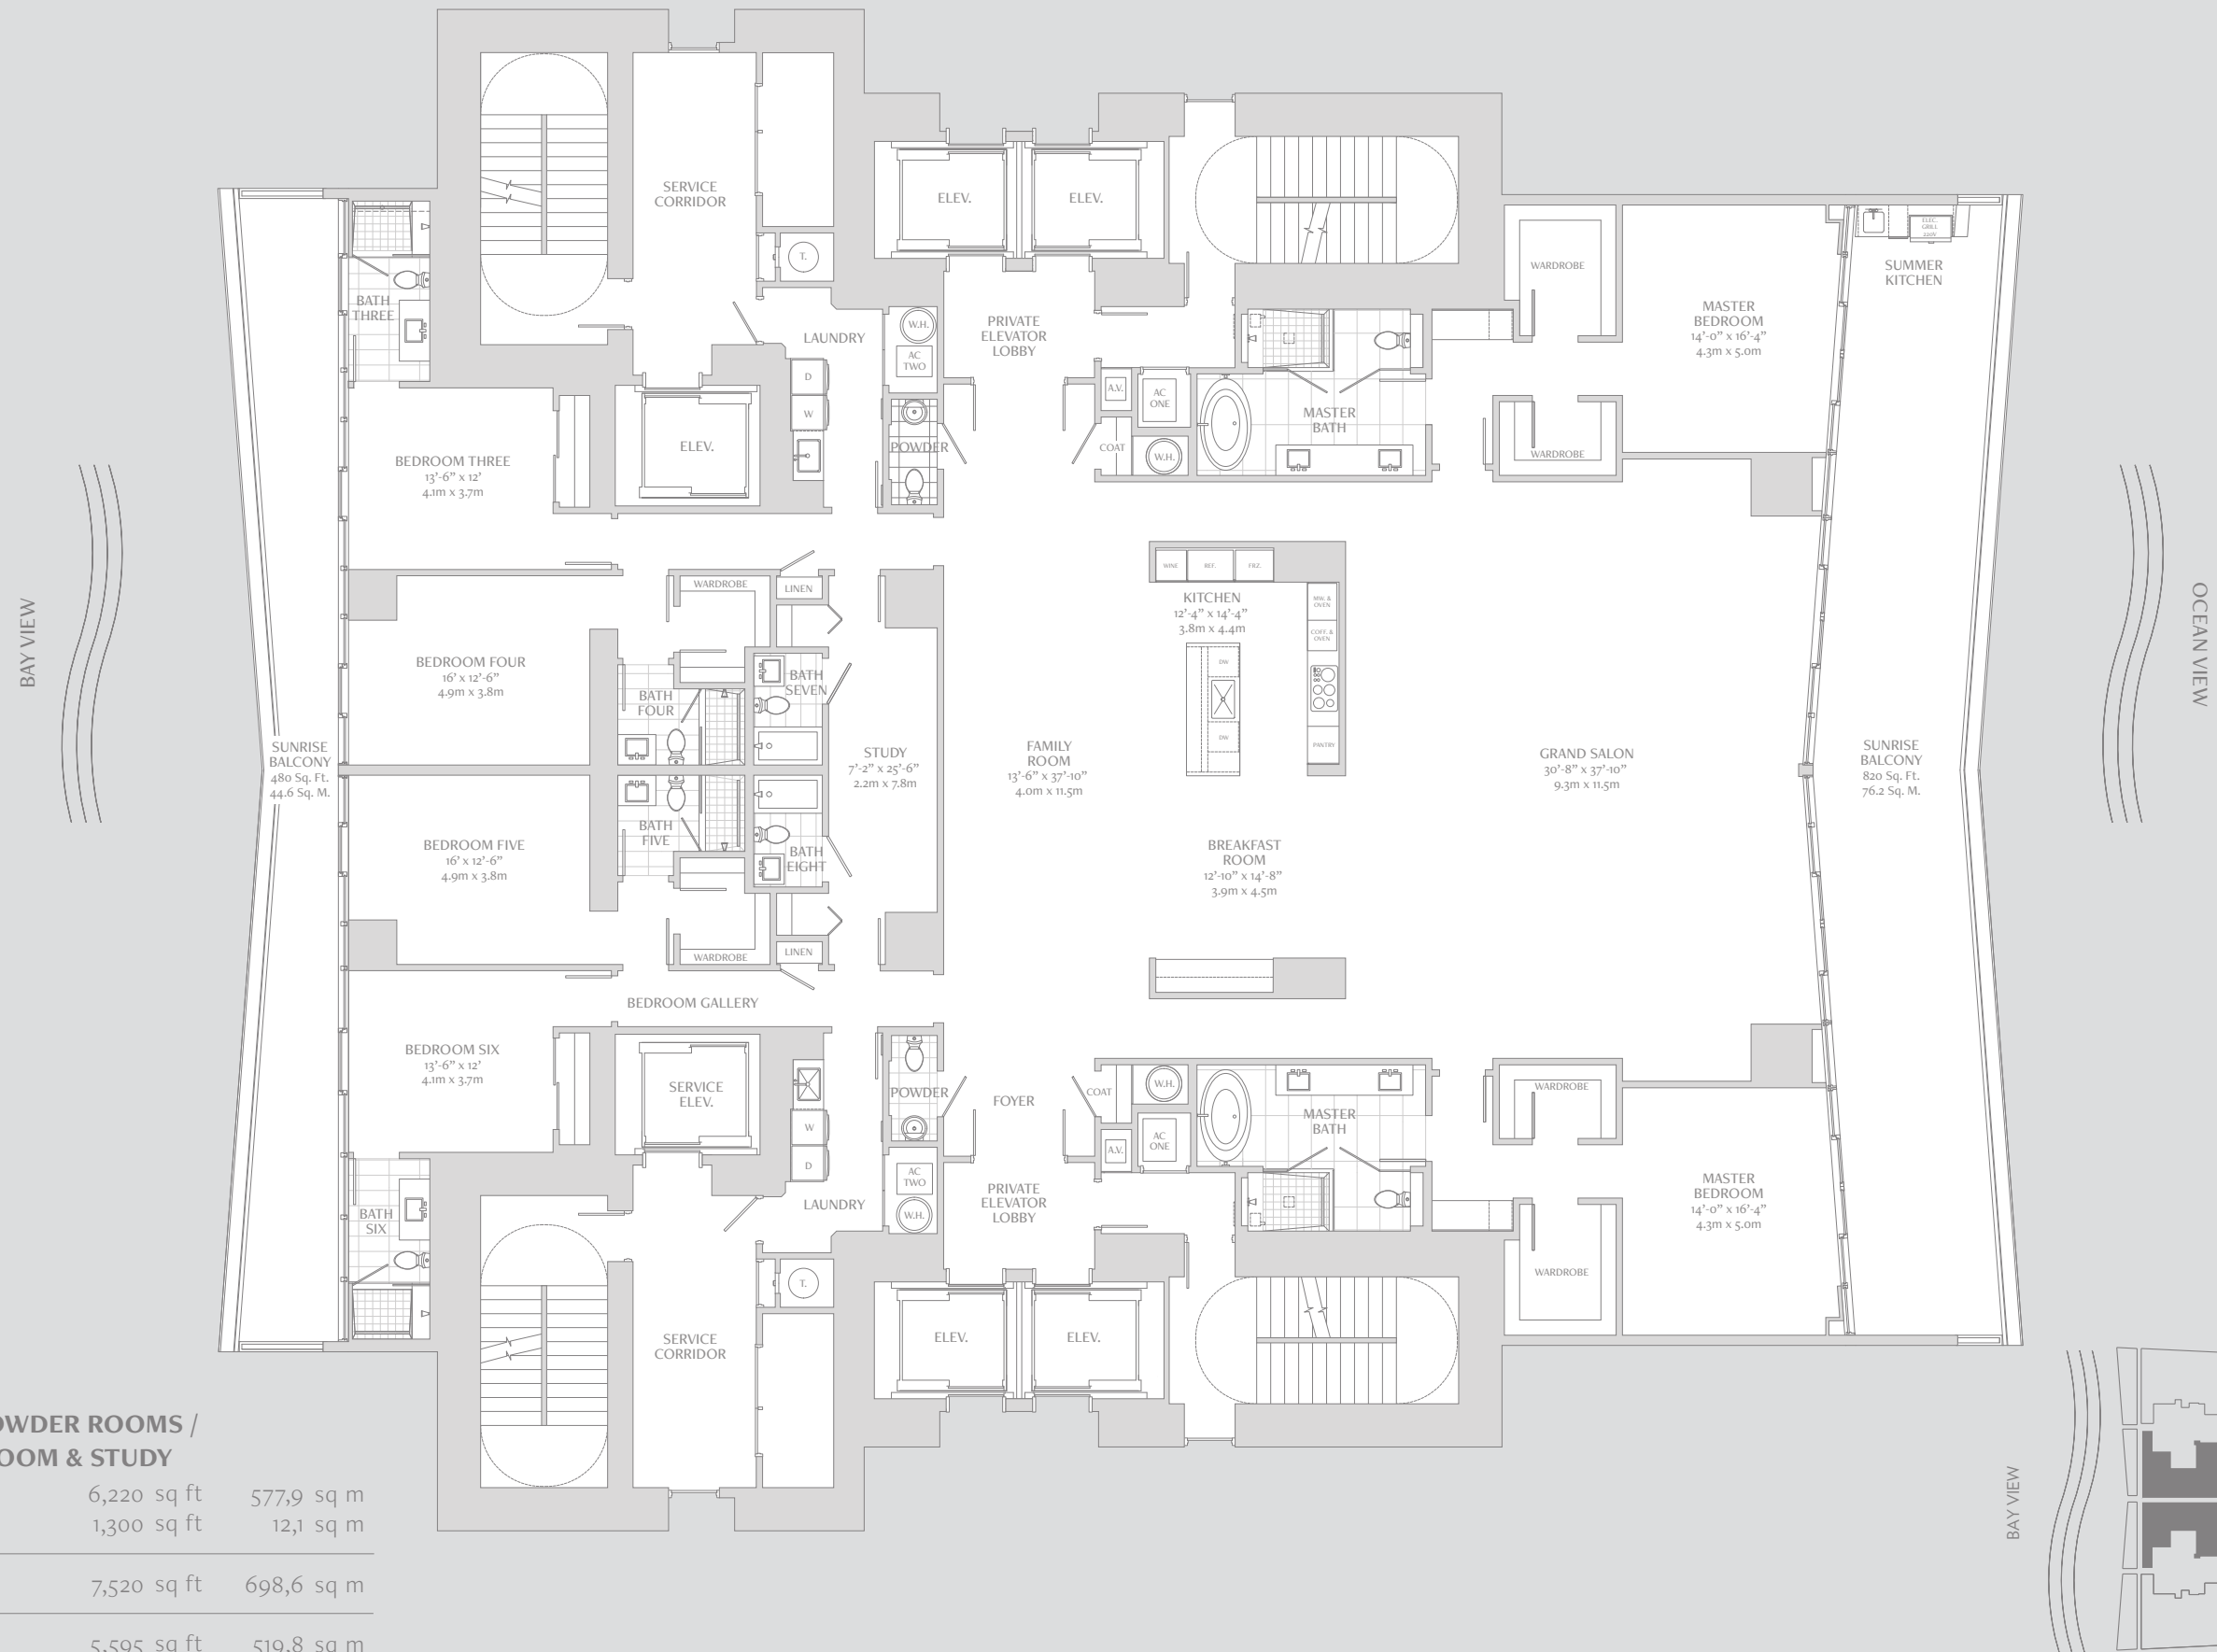 SERVICE
CORRIDOR
ELEV.
ELEV.
T.
BATH
THREE
LAUNDRY
W.H.
AC
TWO
D
W
PRIVATE
ELEVATOR
LOBBY
WARDROBE
MASTER
BEDROOM
14'-0" x 16'-4"
4.3m x 5.0m
ELEC.
GRILL
220V
SUMMER
KITCHEN
A.V.
AC
ONE
COAT
W.H.
MASTER
BATH
WARDROBE
POWDER
ELEV.
BEDROOM THREE
13'-6" x 12'
4.1m x 3.7m
WARDROBE
LINEN
WINE
REF.
FRZ.
KITCHEN
12'-4" x 14'-4"
3.8m x 4.4m
MW. &
OVEN
COFF. &
OVEN
DW
DW
PANTRY
BAY VIEW
OCEAN VIEW
BEDROOM FOUR
16' x 12'-6"
4.9m x 3.8m
BATH
FOUR
BATH
SEVEN
SUNRISE
BALCONY
480 Sq. Ft.
44.6 Sq. M.
STUDY
7'-2" x 25'-6"
2.2m x 7.8m
FAMILY
ROOM
13'-6" x 37'-10"
4.0m x 11.5m
GRAND SALON
30'-8" x 37'-10"
9.3m x 11.5m
SUNRISE
BALCONY
820 Sq. Ft.
76.2 Sq. M.
BEDROOM FIVE
16' x 12'-6"
4.9m x 3.8m
BATH
FIVE
BATH
EIGHT
BREAKFAST
ROOM
12'-10" x 14'-8"
3.9m x 4.5m
WARDROBE
LINEN
BEDROOM GALLERY
BEDROOM SIX
13'-6" x 12'
4.1m x 3.7m
SERVICE
ELEV.
W
D
LAUNDRY
POWDER
AC
TWO
W.H.
FOYER
COAT
W.H.
A.V.
AC
ONE
MASTER
BATH
WARDROBE
PRIVATE
ELEVATOR
LOBBY
MASTER
BEDROOM
14'-0" x 16'-4"
4.3m x 5.0m
WARDROBE
BATH
SIX
T.
SERVICE
CORRIDOR
ELEV.
ELEV.
OWDER ROOMS /
OOM & STUDY
6,220 sq ft 577,9 sq m
1,300 sq ft 12,1 sq m
7,520 sq ft 698,6 sq m
5,595 sq ft 519,8 sq m
BAY VIEW